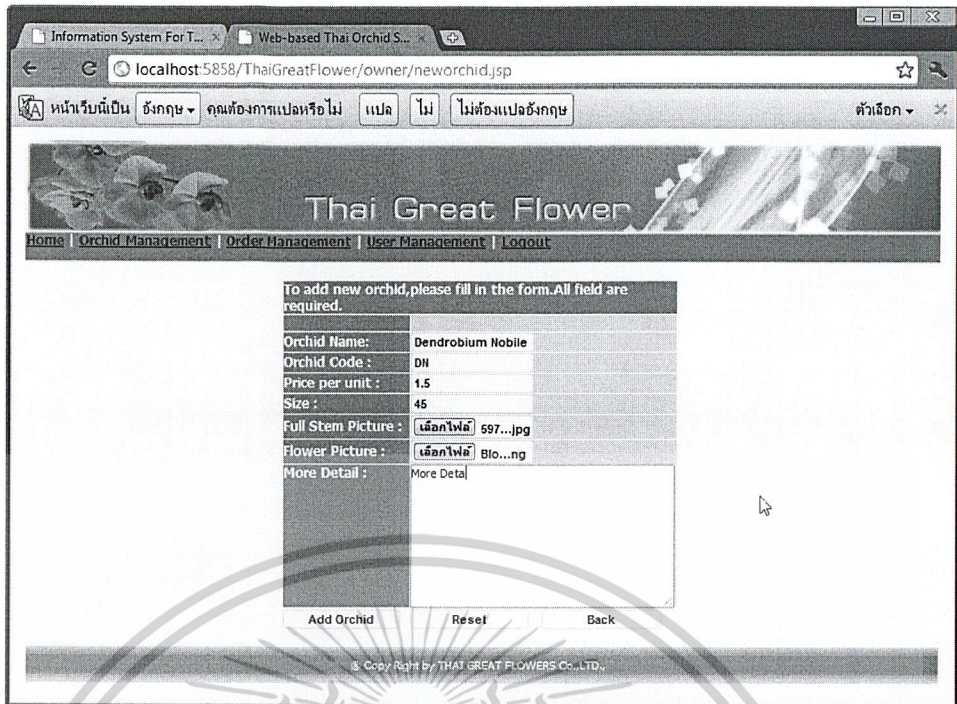 Information System For T...
Web-based Thai Orchid S...
localhost:5858/ThaiGreatFlower/owner/neworchid.jsp
หน้าเว็บนี้เป็น อังกฤษ คุณต้องการแปลหรือไม่ แปล ไม่ ไม่ต้องแปลอังกฤษ ตัวเลือก
Thai Great Flower
Home | Orchid Management | Order Management | User Management | Logout
To add new orchid,please fill in the form.All field are
required.
Orchid Name: Dendrobium Nobile
Orchid Code : DN
Price per unit : 1.5
Size : 45
Full Stem Picture : เลือกไฟล์ 597...jpg
Flower Picture : เลือกไฟล์ Blo...ng
More Detail : More Detal
Add Orchid Reset Back
© Copy Right by THAI GREAT FLOWERS Co.,LTD.,